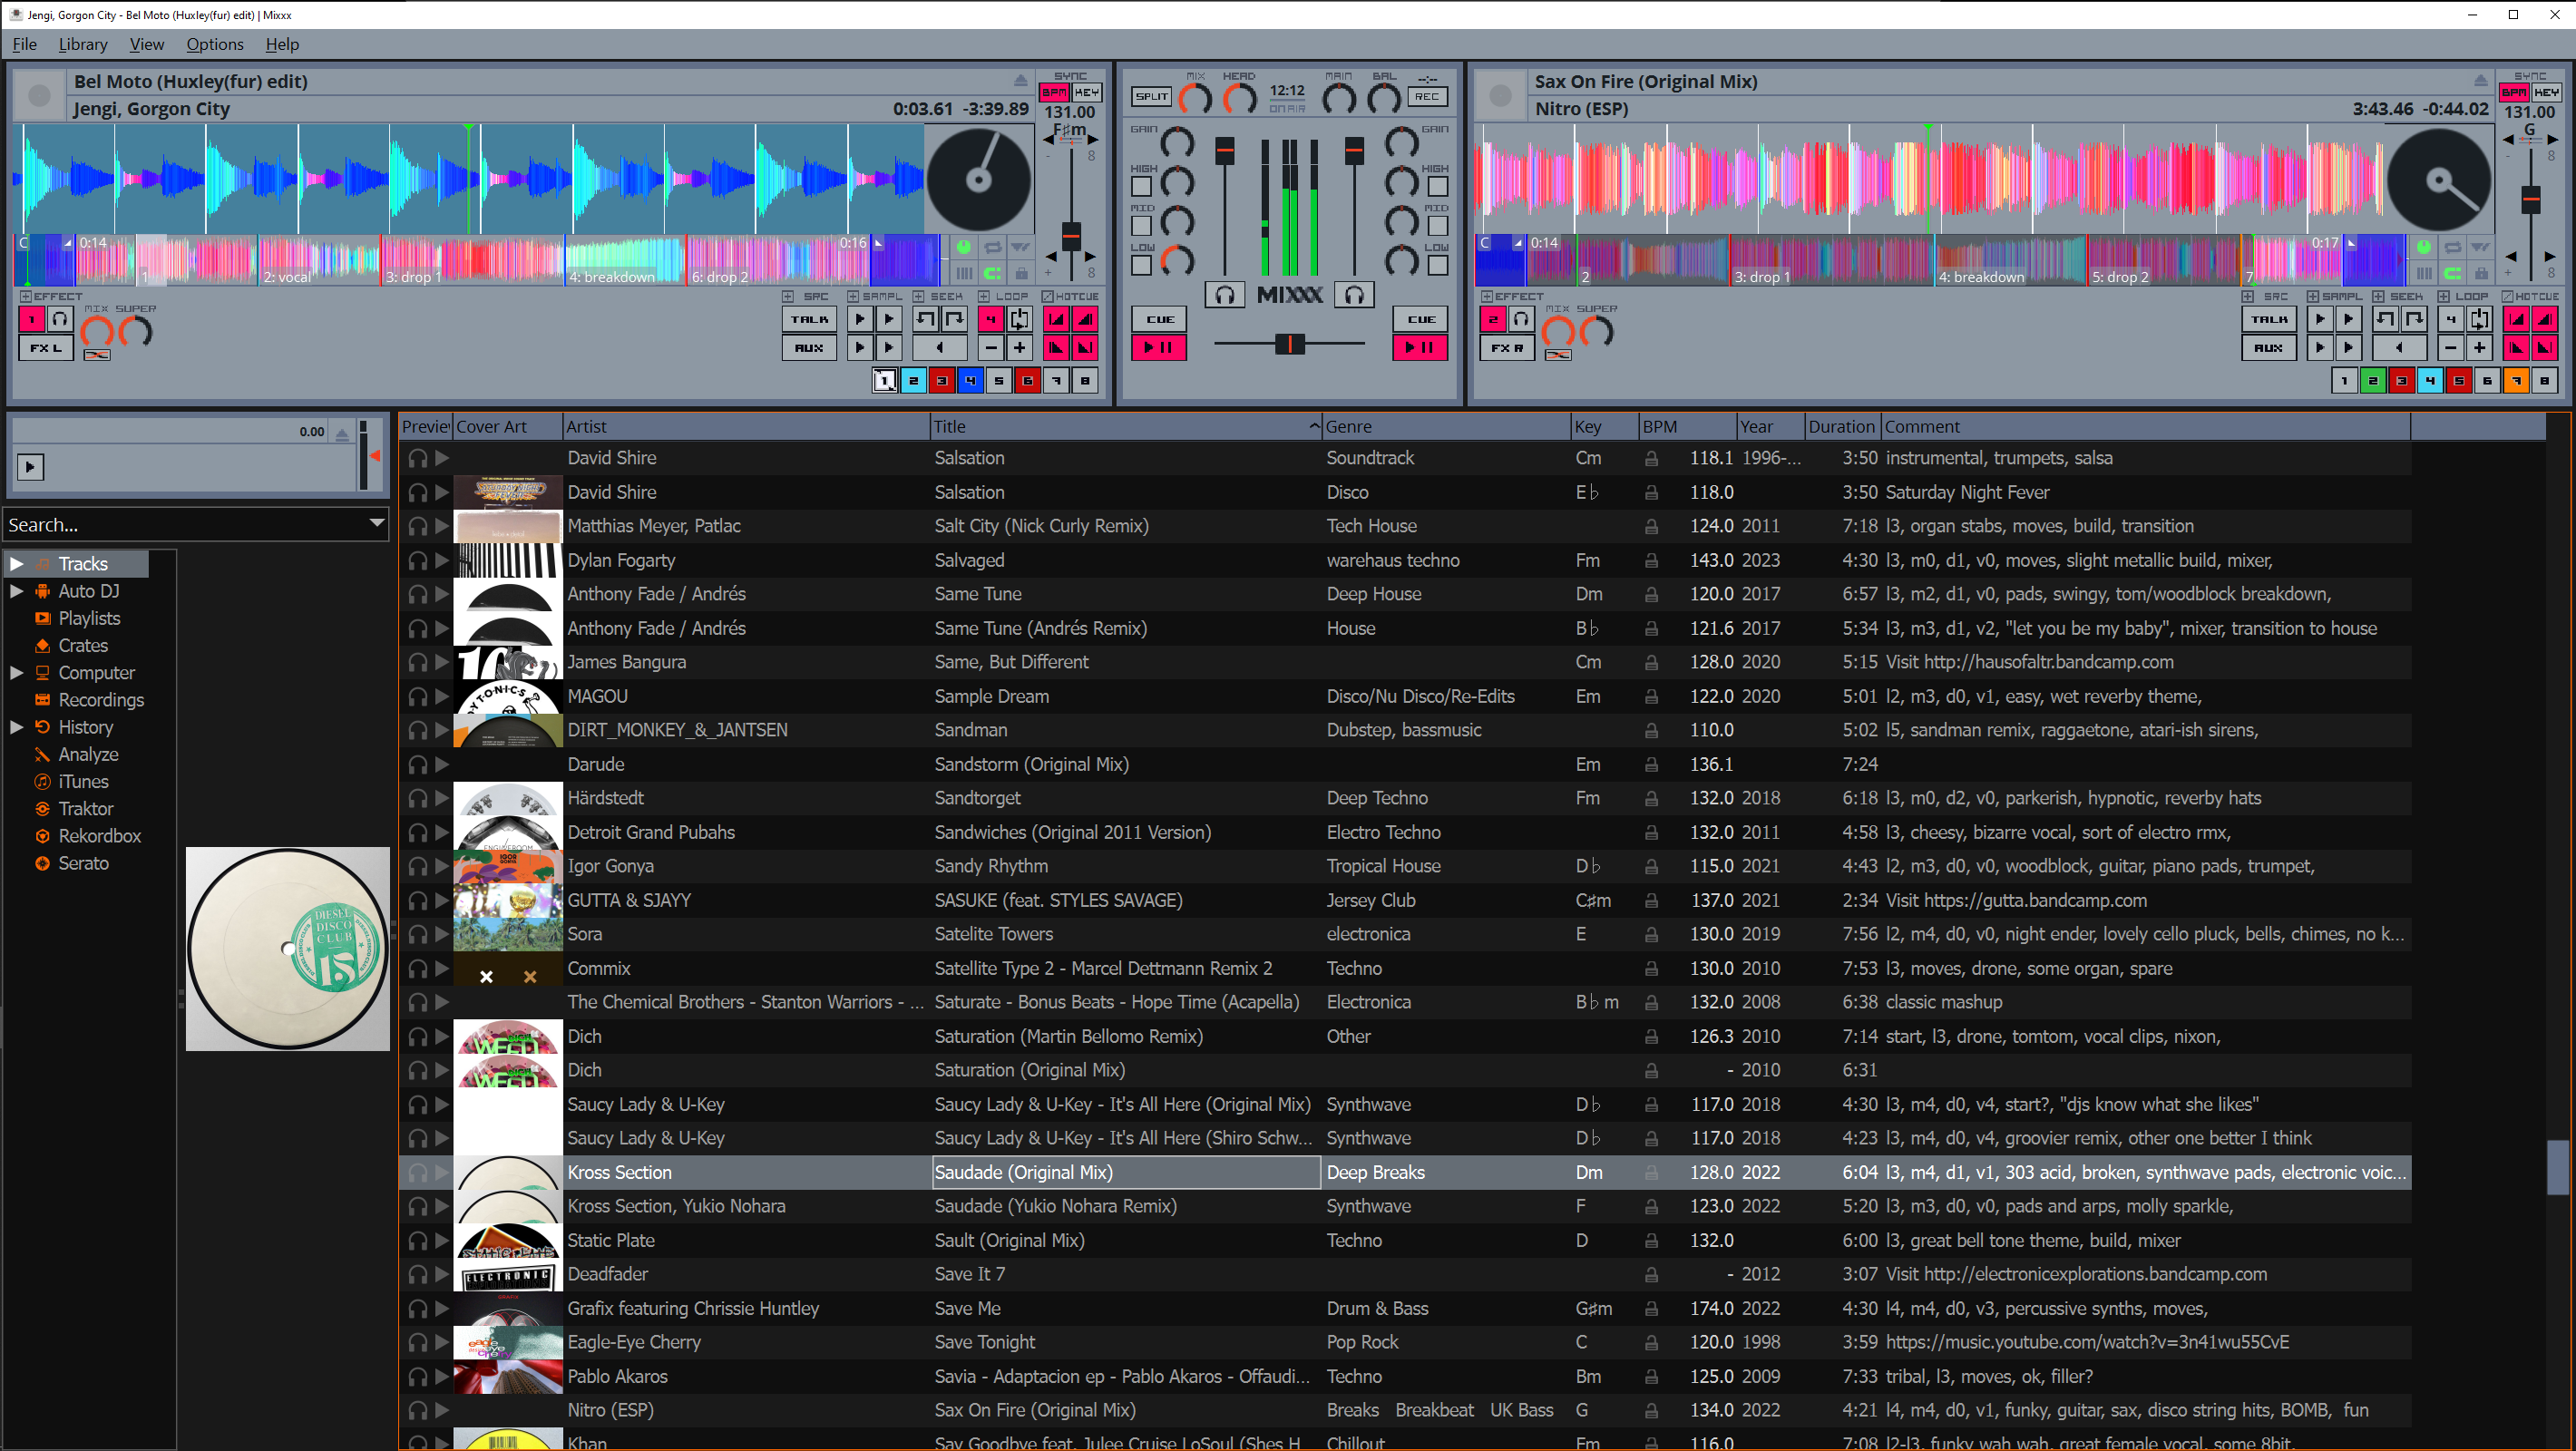 Jengi, Gorgon City - Bel Moto (Huxley(fur) edit) | Mixxx
File Library View Options Help
Bel Moto (Huxley(fur) edit)
Jengi, Gorgon City 0:03.61 -3:39.89
SYNC
BPM KEY
131.00
F♯m
- 8
+ 8
C 0:14 0:16
1 2: vocal 3: drop 1 4: breakdown 6: drop 2
EFFECT
1 MIX SUPER
FX L
SRC SAMPL SEEK LOOP HOTCUE
TALK 4
AUX - +
1 2 3 4 5 6 7 8
MIX HEAD 12:12 MAIN BAL --:--
SPLIT ON AIR REC
GAIN GAIN
HIGH HIGH
MID MID
LOW LOW
MIXXX
CUE CUE
Sax On Fire (Original Mix)
Nitro (ESP) 3:43.46 -0:44.02
SYNC
BPM KEY
131.00
G
- 8
+ 8
C 0:14 0:17
2 3: drop 1 4: breakdown 5: drop 2 7
EFFECT
2 MIX SUPER
FX R
SRC SAMPL SEEK LOOP HOTCUE
TALK 4
AUX - +
1 2 3 4 5 6 7 8
0.00
Search...
Tracks
Auto DJ
Playlists
Crates
Computer
Recordings
History
Analyze
iTunes
Traktor
Rekordbox
Serato
DIESEL
DISCO
CLUB
15
Preview Cover Art Artist Title Genre Key BPM Year Duration Comment
David Shire Salsation Soundtrack Cm 118.1 1996-... 3:50 instrumental, trumpets, salsa
David Shire Salsation Disco E♭ 118.0 3:50 Saturday Night Fever
Matthias Meyer, Patlac Salt City (Nick Curly Remix) Tech House 124.0 2011 7:18 l3, organ stabs, moves, build, transition
Dylan Fogarty Salvaged warehaus techno Fm 143.0 2023 4:30 l3, m0, d1, v0, moves, slight metallic build, mixer,
Anthony Fade / Andrés Same Tune Deep House Dm 120.0 2017 6:57 l3, m2, d1, v0, pads, swingy, tom/woodblock breakdown,
Anthony Fade / Andrés Same Tune (Andrés Remix) House B♭ 121.6 2017 5:34 l3, m3, d1, v2, "let you be my baby", mixer, transition to house
James Bangura Same, But Different Cm 128.0 2020 5:15 Visit http://hausofaltr.bandcamp.com
MAGOU Sample Dream Disco/Nu Disco/Re-Edits Em 122.0 2020 5:01 l2, m3, d0, v1, easy, wet reverby theme,
DIRT_MONKEY_&_JANTSEN Sandman Dubstep, bassmusic 110.0 5:02 l5, sandman remix, raggaetone, atari-ish sirens,
Darude Sandstorm (Original Mix) Em 136.1 7:24
Härdstedt Sandtorget Deep Techno Fm 132.0 2018 6:18 l3, m0, d2, v0, parkerish, hypnotic, reverby hats
Detroit Grand Pubahs Sandwiches (Original 2011 Version) Electro Techno 132.0 2011 4:58 l3, cheesy, bizarre vocal, sort of electro rmx,
Igor Gonya Sandy Rhythm Tropical House D♭ 115.0 2021 4:43 l2, m3, d0, v0, woodblock, guitar, piano pads, trumpet,
GUTTA & SJAYY SASUKE (feat. STYLES SAVAGE) Jersey Club C♯m 137.0 2021 2:34 Visit https://gutta.bandcamp.com
Sora Satelite Towers electronica E 130.0 2019 7:56 l2, m4, d0, v0, night ender, lovely cello pluck, bells, chimes, no k...
Commix Satellite Type 2 - Marcel Dettmann Remix 2 Techno 130.0 2010 7:53 l3, moves, drone, some organ, spare
The Chemical Brothers - Stanton Warriors - ... Saturate - Bonus Beats - Hope Time (Acapella) Electronica B♭m 132.0 2008 6:38 classic mashup
Dich Saturation (Martin Bellomo Remix) Other 126.3 2010 7:14 start, l3, drone, tomtom, vocal clips, nixon,
Dich Saturation (Original Mix) - 2010 6:31
Saucy Lady & U-Key Saucy Lady & U-Key - It's All Here (Original Mix) Synthwave D♭ 117.0 2018 4:30 l3, m4, d0, v4, start?, "djs know what she likes"
Saucy Lady & U-Key Saucy Lady & U-Key - It's All Here (Shiro Schw... Synthwave D♭ 117.0 2018 4:23 l3, m4, d0, v4, groovier remix, other one better I think
Kross Section Saudade (Original Mix) Deep Breaks Dm 128.0 2022 6:04 l3, m4, d1, v1, 303 acid, broken, synthwave pads, electronic voic...
Kross Section, Yukio Nohara Saudade (Yukio Nohara Remix) Synthwave F 123.0 2022 5:20 l3, m3, d0, v0, pads and arps, molly sparkle,
Static Plate Sault (Original Mix) Techno D 132.0 6:00 l3, great bell tone theme, build, mixer
Deadfader Save It 7 - 2012 3:07 Visit http://electronicexplorations.bandcamp.com
Grafix featuring Chrissie Huntley Save Me Drum & Bass G♯m 174.0 2022 4:30 l4, m4, d0, v3, percussive synths, moves,
Eagle-Eye Cherry Save Tonight Pop Rock C 120.0 1998 3:59 https://music.youtube.com/watch?v=3n41wu55CvE
Pablo Akaros Savia - Adaptacion ep - Pablo Akaros - Offaudi... Techno Bm 125.0 2009 7:33 tribal, l3, moves, ok, filler?
Nitro (ESP) Sax On Fire (Original Mix) Breaks Breakbeat UK Bass G 134.0 2022 4:21 l4, m4, d0, v1, funky, guitar, sax, disco string hits, BOMB, fun
Khan Say Goodbye feat. Julee Cruise LoSoul (Shes H... Chillout Em 116.0 7:08 l2-l3, funky wah wah, great female vocal, some 8bit,